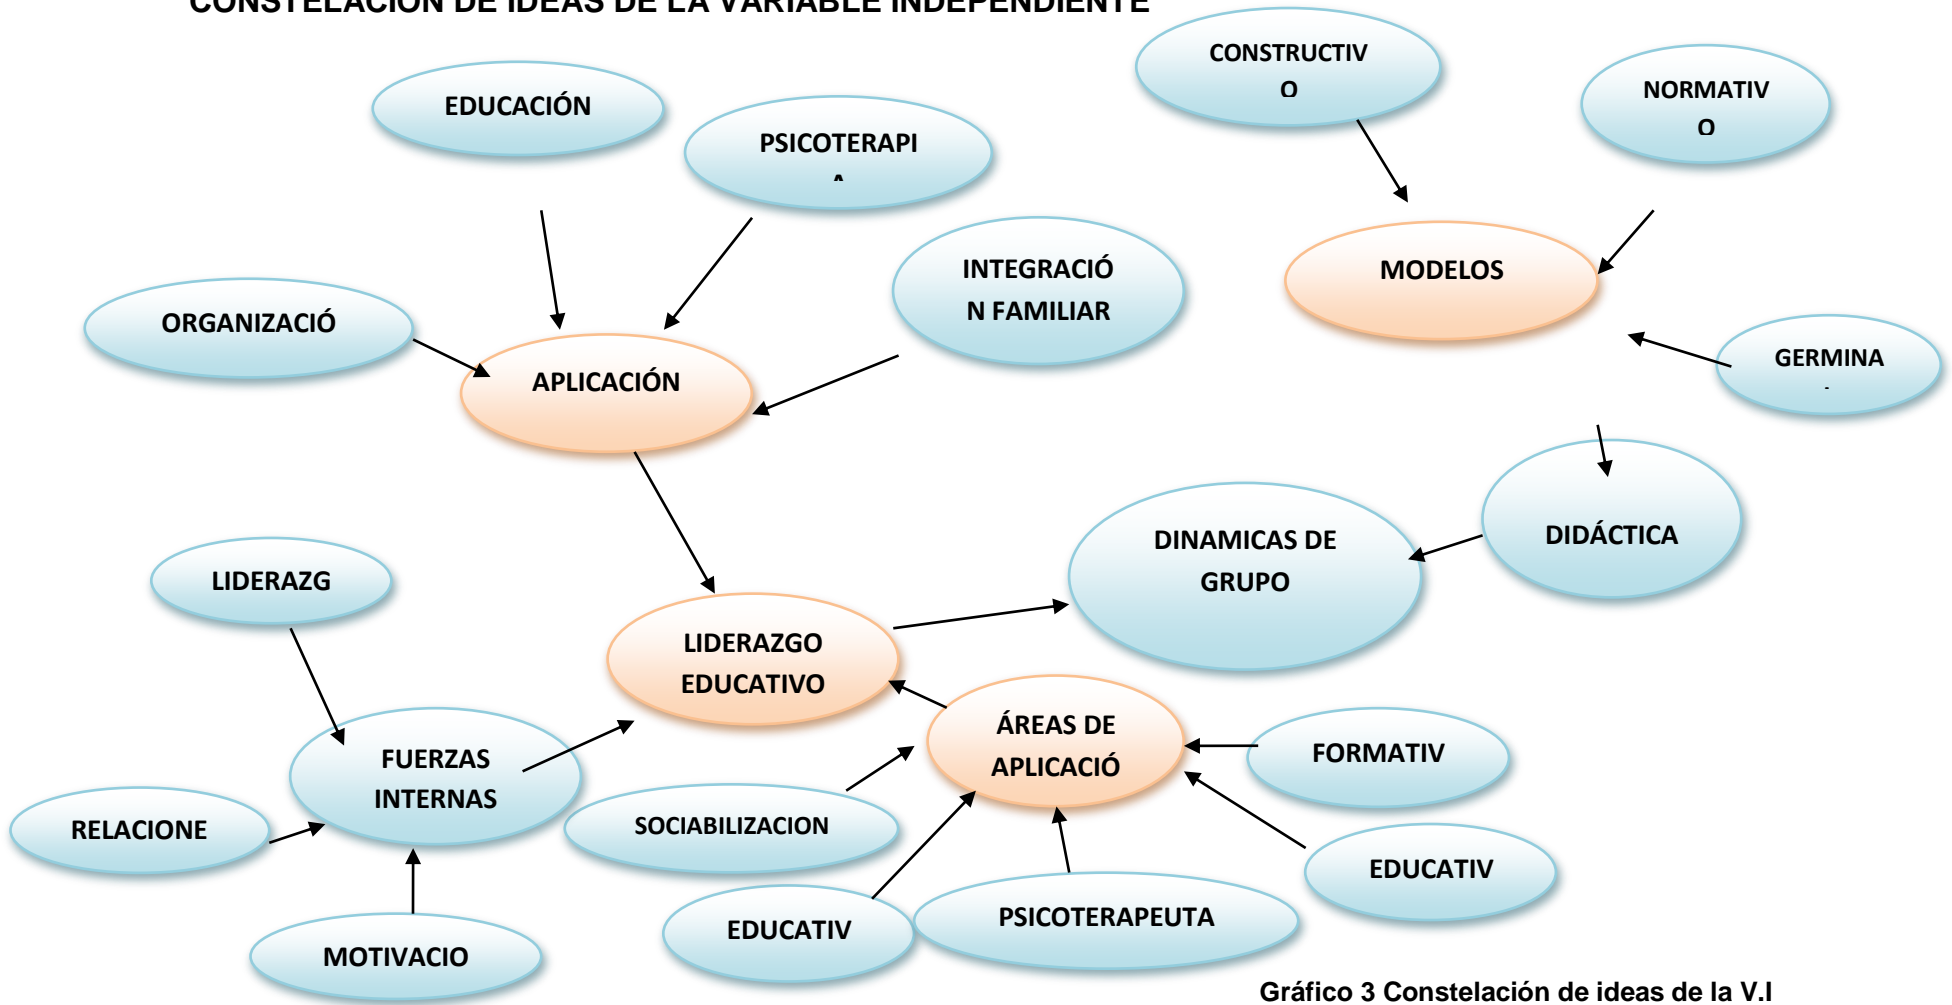 CONSTELACIÓN DE IDEAS DE LA VARIABLE INDEPENDIENTE
CONSTRUCTIV
O
NORMATIV
O
EDUCACIÓN
PSICOTERAPI
A
INTEGRACIÓ
N FAMILIAR
MODELOS
ORGANIZACIÓ
APLICACIÓN
GERMINA
DIDÁCTICA
DINAMICAS DE
GRUPO
LIDERAZG
LIDERAZGO
EDUCATIVO
ÁREAS DE
APLICACIÓ
FUERZAS
INTERNAS
FORMATIV
RELACIONE
SOCIABILIZACION
EDUCATIV
EDUCATIV
PSICOTERAPEUTA
MOTIVACIO
Gráfico 3 Constelación de ideas de la V.I